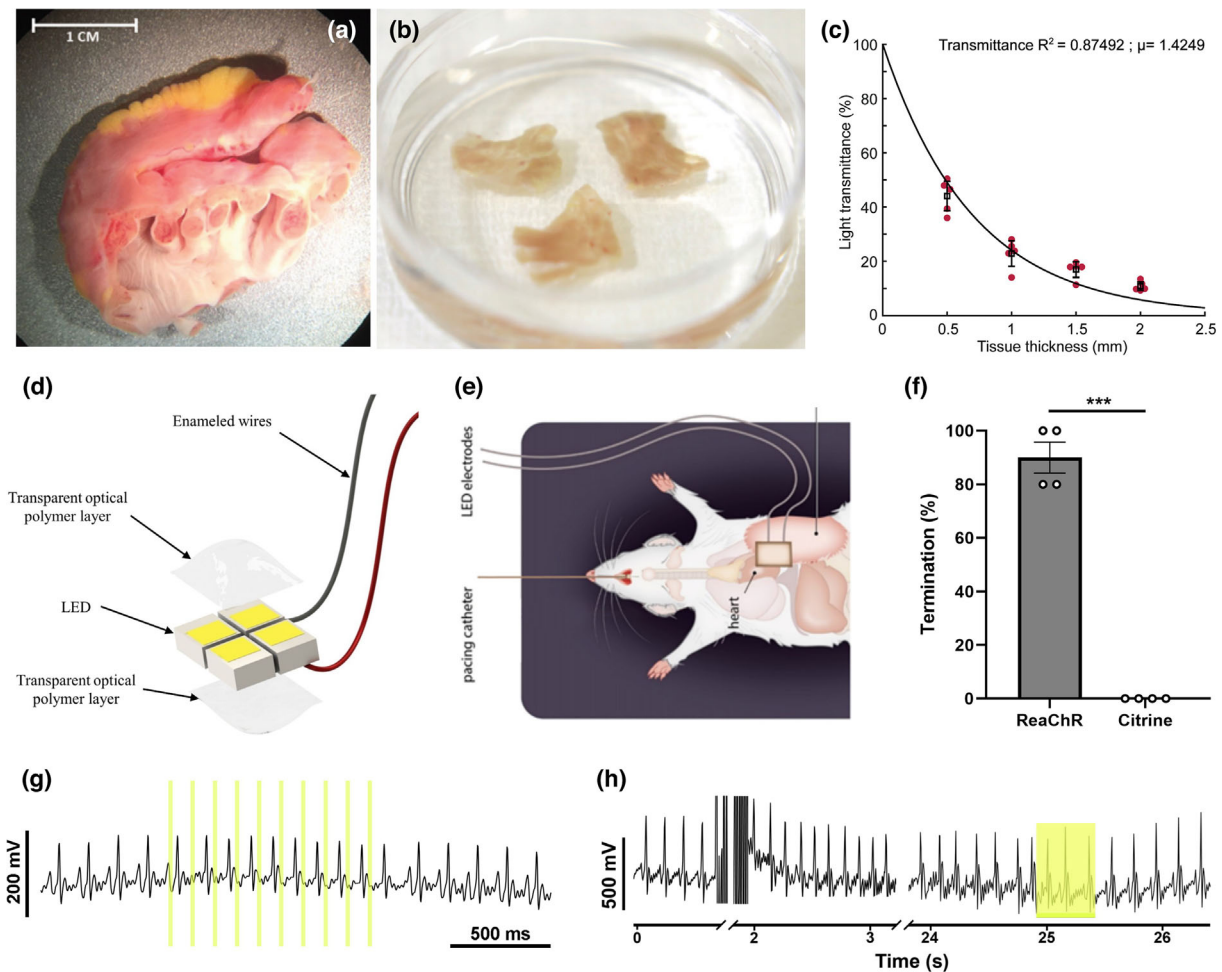 1 CM
(a)
(b)
(c)
Transmittance R² = 0.87492 ; µ= 1.4249
Light transmittance (%)
100
80
60
40
20
0
0
0.5
1
1.5
2
2.5
Tissue thickness (mm)
(d)
Enameled wires
Transparent optical
polymer layer
LED
Transparent optical
polymer layer
(e)
LED electrodes
pacing catheter
heart
(f)
***
Termination (%)
100
80
60
40
20
0
ReaChR
Citrine
(g)
200 mV
500 ms
(h)
500 mV
0
2
3
24
25
26
Time (s)